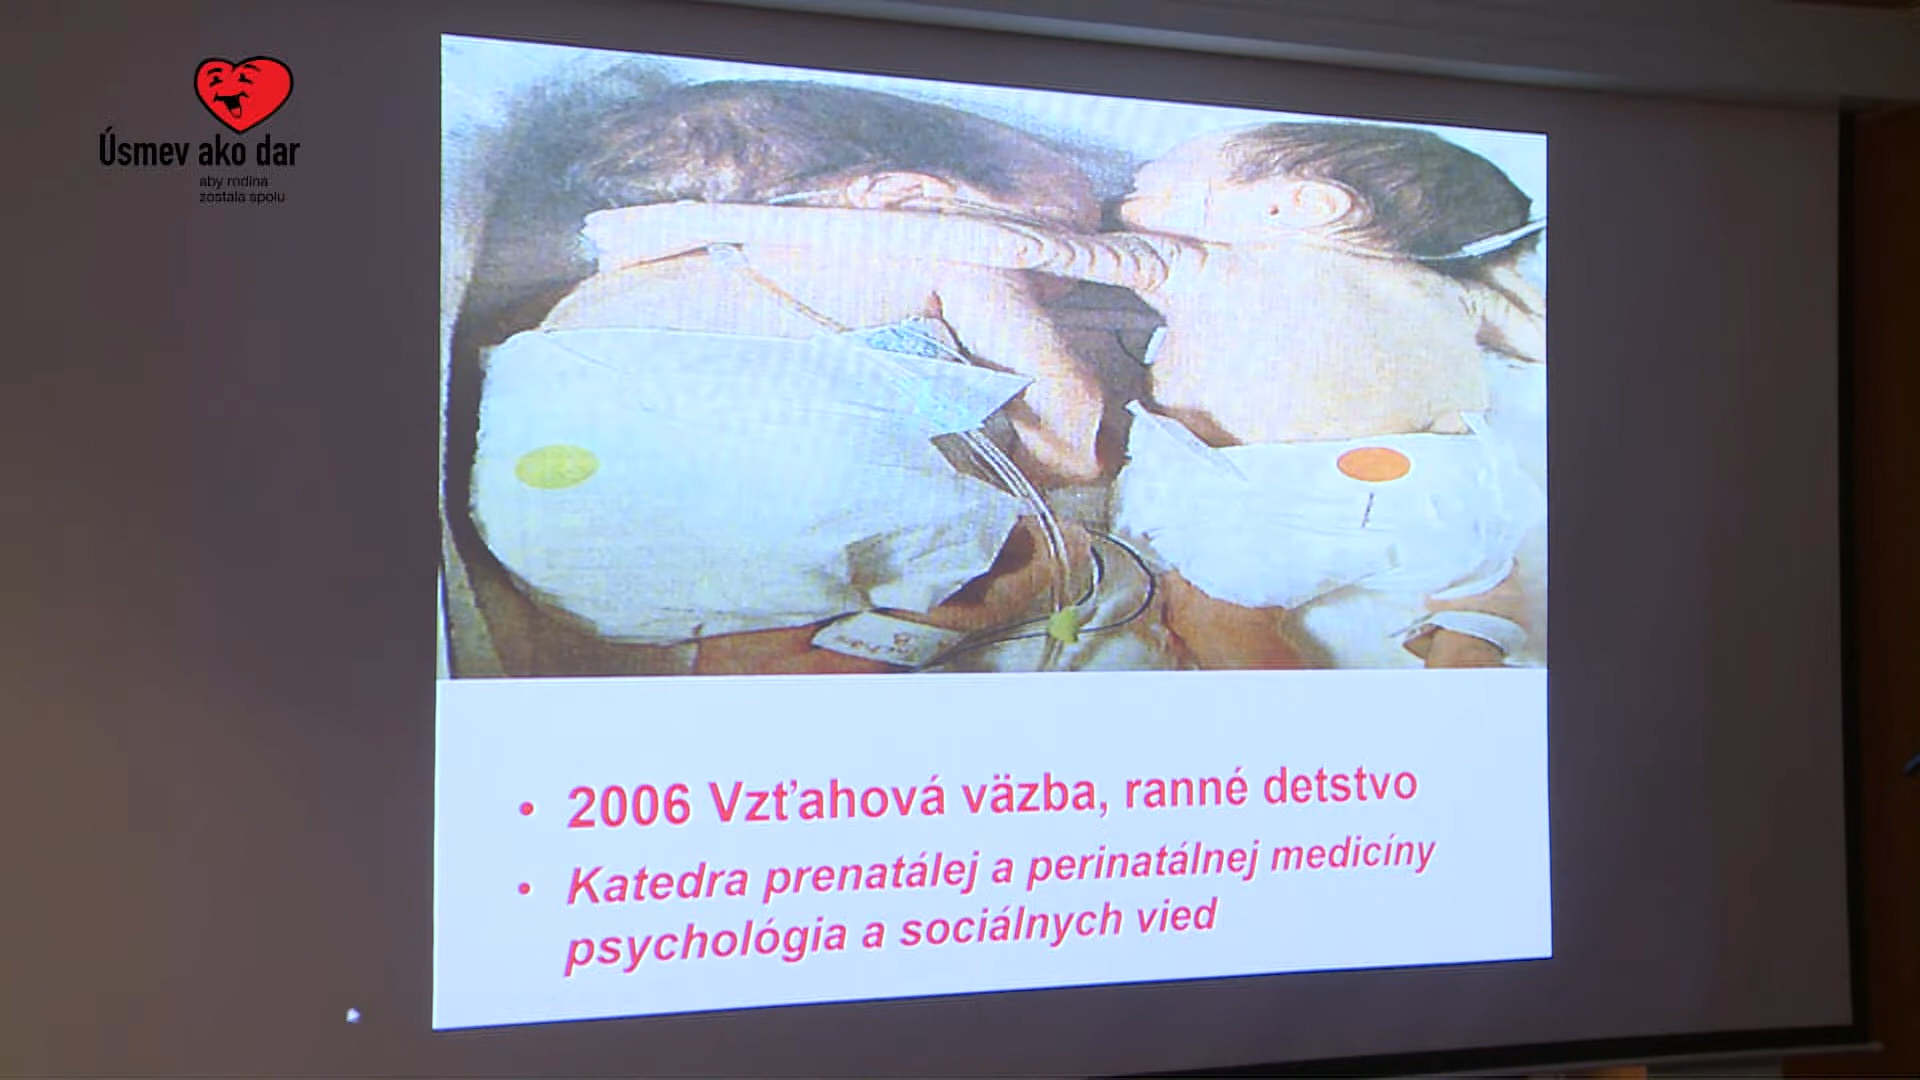 Úsmev ako dar
aby rodina
zostala spolu
• 2006 Vzťahová väzba, ranné detstvo
• Katedra prenatálej a perinatálnej medicíny
psychológia a sociálnych vied